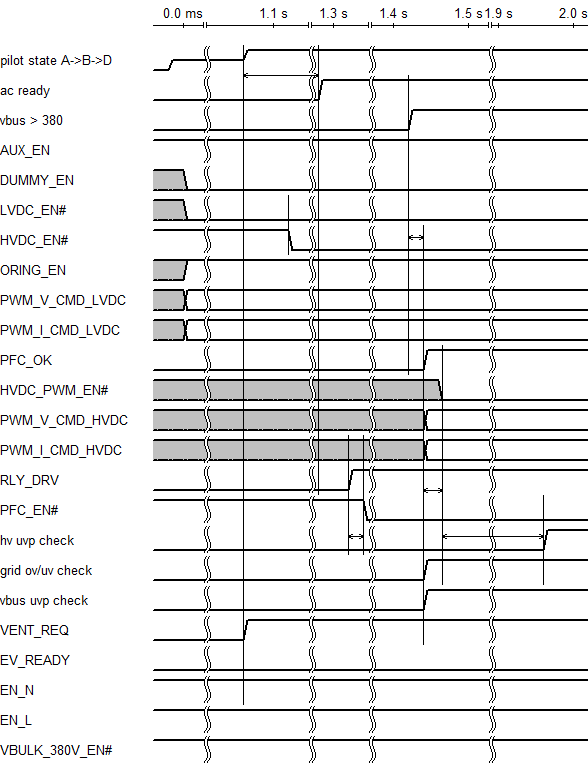 0.0 ms 1.1 s 1.3 s 1.4 s 1.5 s 1.9 s 2.0 s
pilot state A->B->D
ac ready
vbus > 380
AUX_EN
DUMMY_EN
LVDC_EN#
HVDC_EN#
ORING_EN
PWM_V_CMD_LVDC
PWM_I_CMD_LVDC
PFC_OK
HVDC_PWM_EN#
PWM_V_CMD_HVDC
PWM_I_CMD_HVDC
RLY_DRV
PFC_EN#
hv uvp check
grid ov/uv check
vbus uvp check
VENT_REQ
EV_READY
EN_N
EN_L
VBULK_380V_EN#